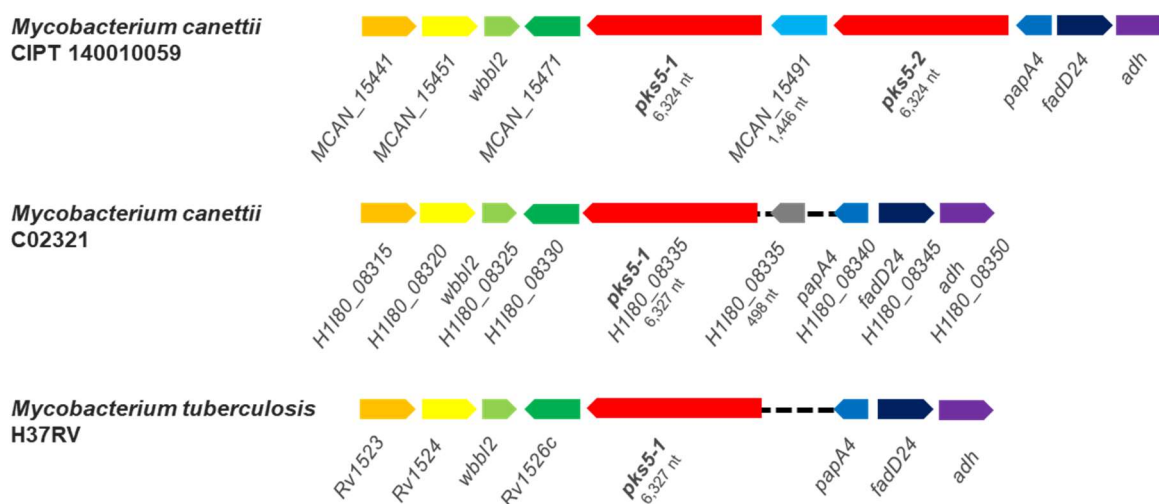 Mycobacterium canettii
CIPT 140010059
MCAN_15441
MCAN_15451
wbbl2
MCAN_15471
pks5-1
6,324 nt
MCAN_15491
1,446 nt
pks5-2
6,324 nt
papA4
fadD24
adh
Mycobacterium canettii
C02321
H1I80_08315
H1I80_08320
wbbl2
H1I80_08325
H1I80_08330
pks5-1
H1I80_08335
6,327 nt
H1I80_08335
498 nt
papA4
H1I80_08340
fadD24
H1I80_08345
adh
H1I80_08350
Mycobacterium tuberculosis
H37RV
Rv1523
Rv1524
wbbl2
Rv1526c
pks5-1
6,327 nt
papA4
fadD24
adh